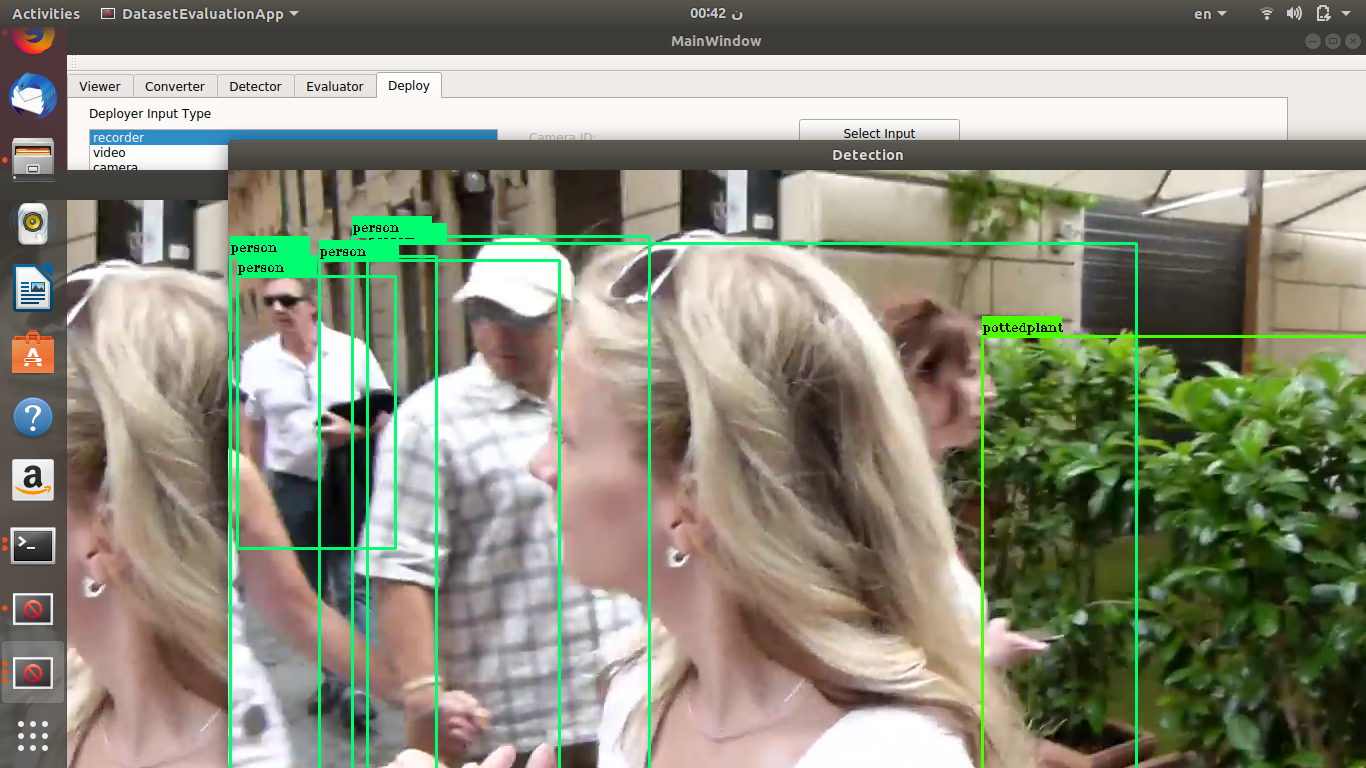 Activities DatasetEvaluationApp 00:42 ن en
MainWindow
Viewer Converter Detector Evaluator Deploy
Deployer Input Type
recorder Camera ID: Select Input
video
camera
Detection
person
person
person
person
pottedplant